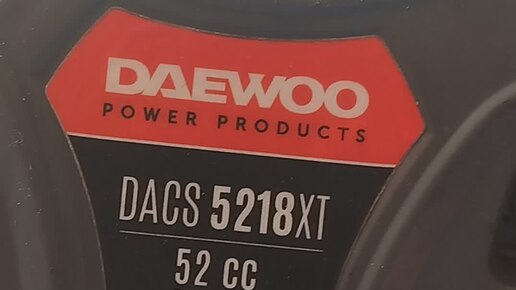 DAEWOO
POWER PRODUCTS
DACS 5218XT
52 CC